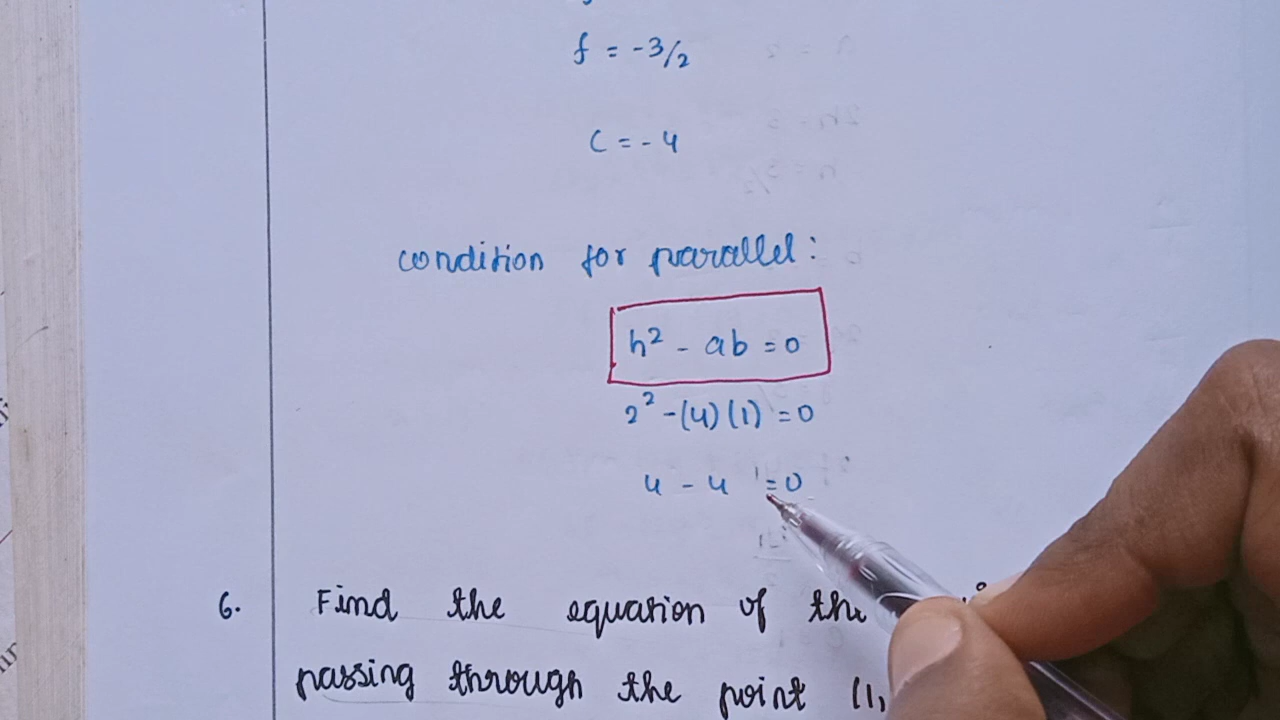 f = -3/2
C = -4
condition for parallel:
h² - ab = 0
2² - (4)(1) = 0
4 - 4 = 0
6. Find the equation of the
passing through the point (1,